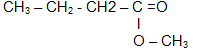 CH₃ – CH₂ - CH2 – C = O
I
O – CH₃